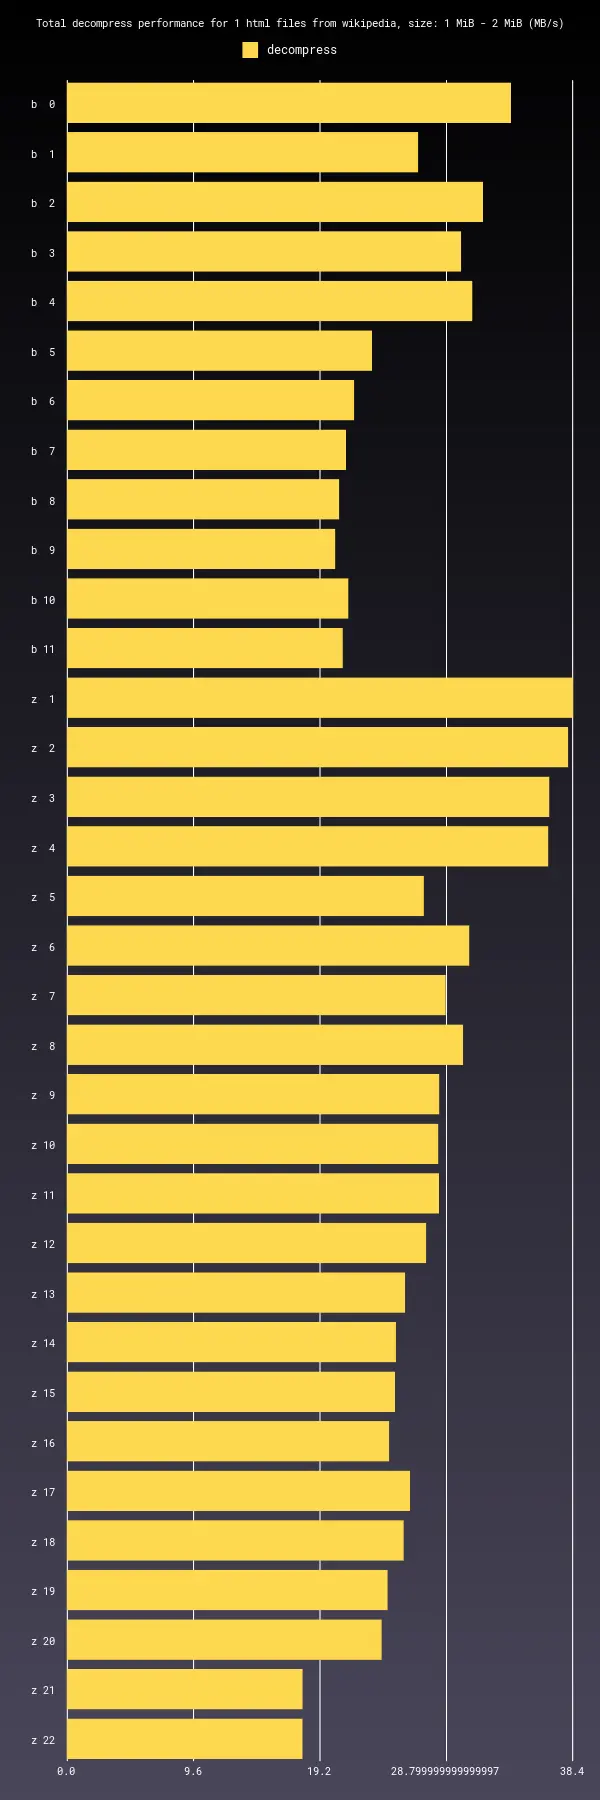 Total decompress performance for 1 html files from wikipedia, size: 1 MiB - 2 MiB (MB/s)
decompress
b 0
b 1
b 2
b 3
b 4
b 5
b 6
b 7
b 8
b 9
b 10
b 11
z 1
z 2
z 3
z 4
z 5
z 6
z 7
z 8
z 9
z 10
z 11
z 12
z 13
z 14
z 15
z 16
z 17
z 18
z 19
z 20
z 21
z 22
0.0 9.6 19.2 28.799999999999997 38.4